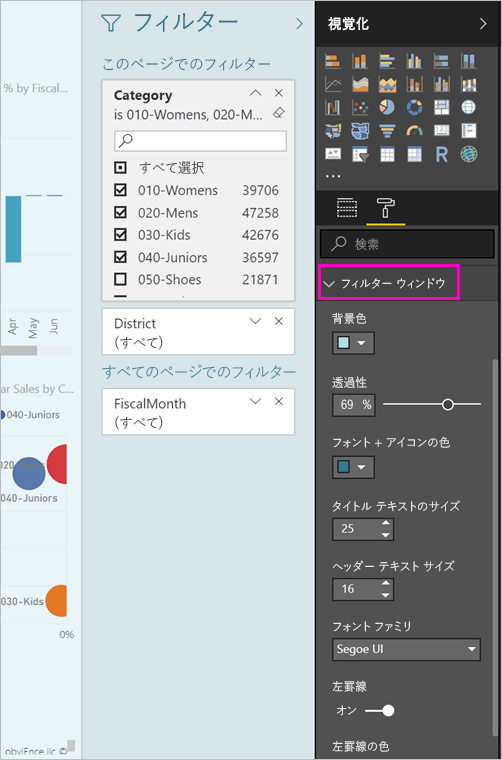 % by Fiscal...
Apr
May
Jun
ar Sales by C...
040-Juniors
040-Juniors
030-Kids
0%
obviEnce llc ©
フィルター
このページでのフィルター
Category
is 010-Womens, 020-M...
すべて選択
010-Womens 39706
020-Mens 47258
030-Kids 42676
040-Juniors 36597
050-Shoes 21871
District
(すべて)
すべてのページでのフィルター
FiscalMonth
(すべて)
視覚化
R
...
検索
フィルター ウィンドウ
背景色
透過性
69 %
フォント + アイコンの色
タイトル テキストのサイズ
25
ヘッダー テキスト サイズ
16
フォント ファミリ
Segoe UI
左罫線
オン
左罫線の色